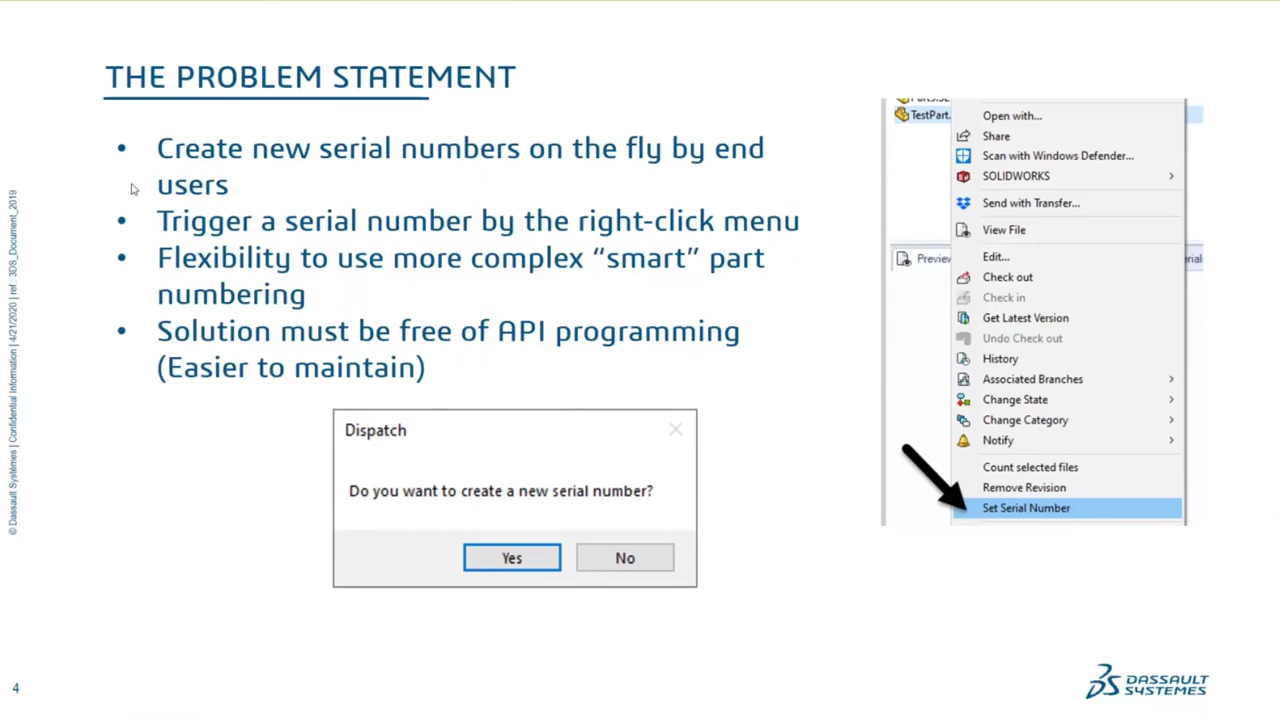 THE PROBLEM STATEMENT
• Create new serial numbers on the fly by end
users
• Trigger a serial number by the right-click menu
• Flexibility to use more complex “smart” part
numbering
• Solution must be free of API programming
(Easier to maintain)
Dispatch
Do you want to create a new serial number?
Yes
No
TestPart.
Preview
Open with...
Share
Scan with Windows Defender...
SOLIDWORKS
Send with Transfer...
View File
Edit...
Check out
Check in
Get Latest Version
Undo Check out
History
Associated Branches
Change State
Change Category
Notify
Count selected files
Remove Revision
Set Serial Number
© Dassault Systèmes | Confidential Information | 4/21/2020 | ref.: 3DS_Document_2019
4
DASSAULT
SYSTEMES